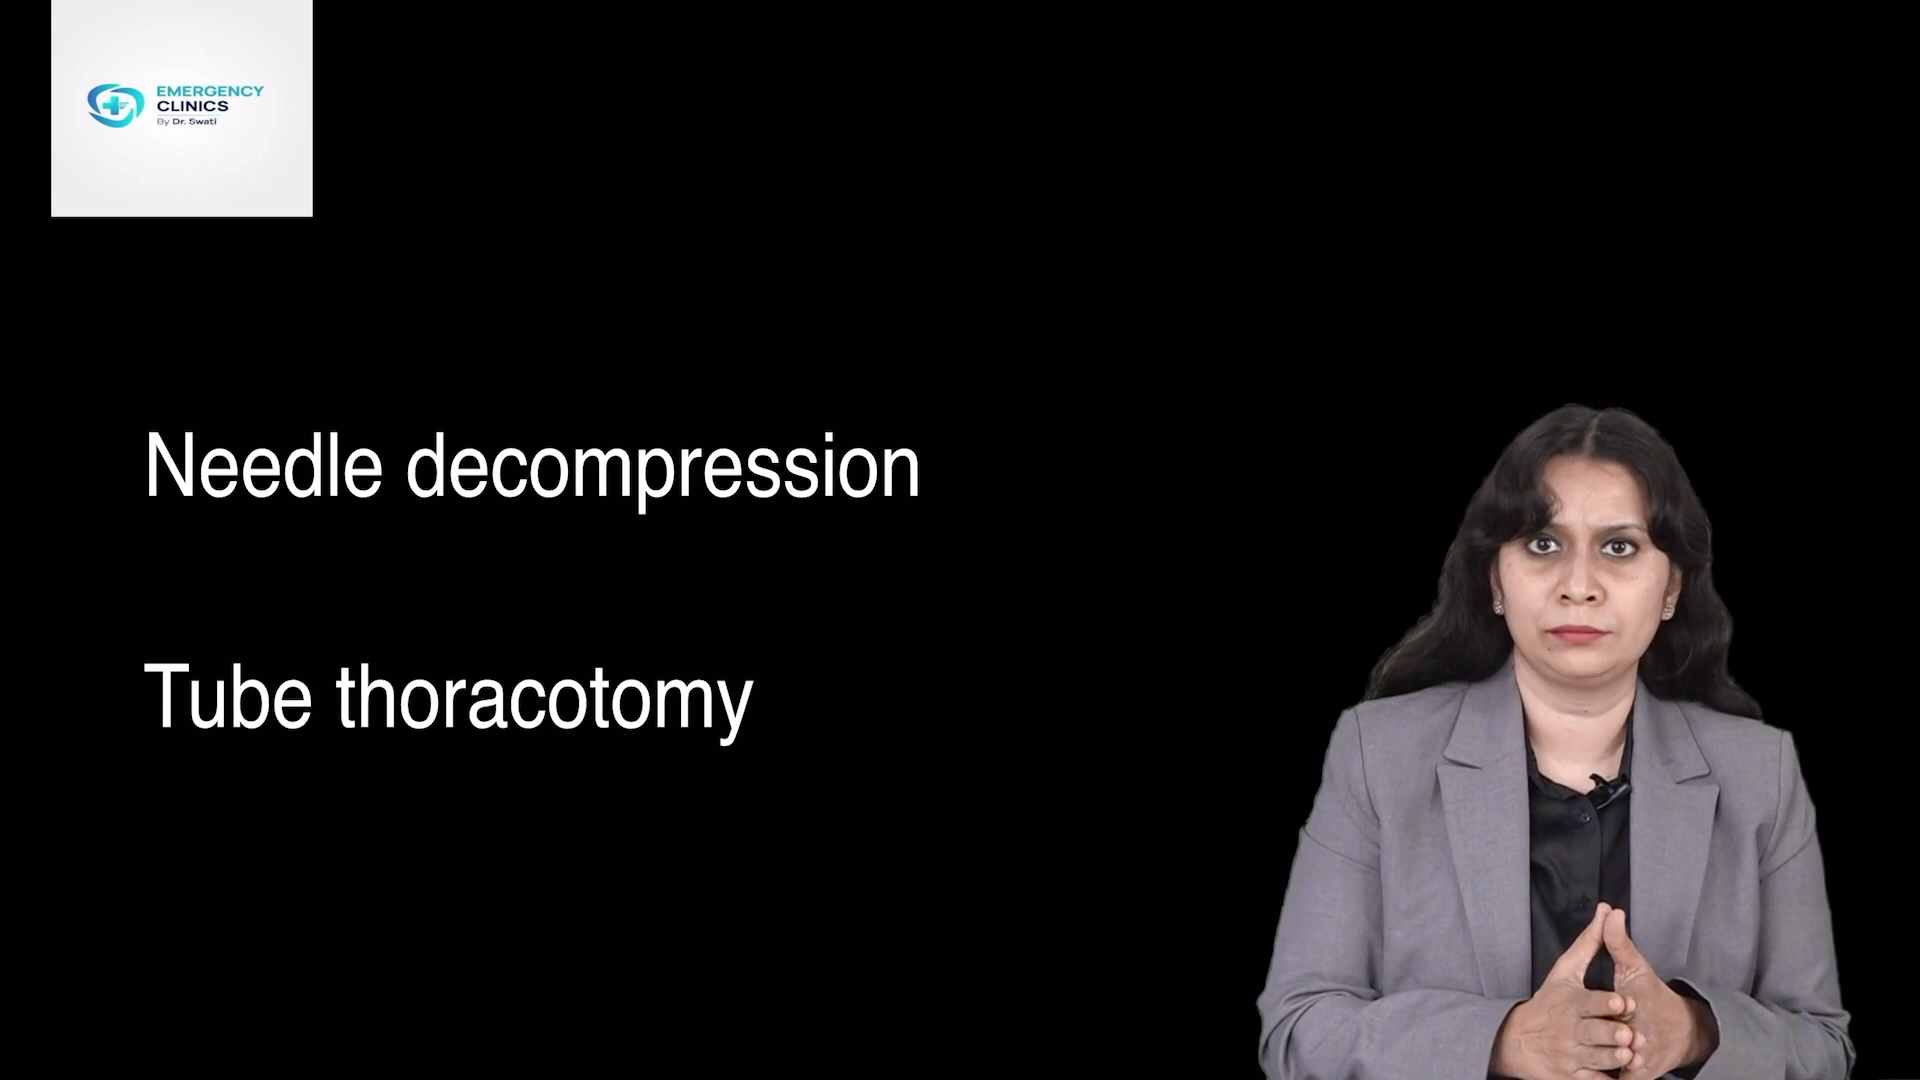 EMERGENCY
CLINICS
By Dr. Swati
Needle decompression
Tube thoracotomy